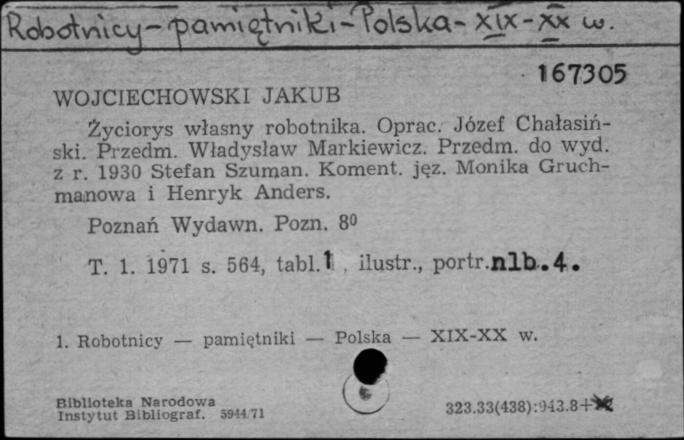 Robotnicy - pamiętniki - Polska - XIX-XX w.
167305
WOJCIECHOWSKI JAKUB
Życiorys własny robotnika. Oprac. Józef Chałasiń-
ski. Przedm. Władysław Markiewicz. Przedm. do wyd.
z r. 1930 Stefan Szuman. Koment. jęz. Monika Gruch-
manowa i Henryk Anders.
Poznań Wydawn. Pozn. 8⁰
T. 1. 1971 s. 564, tabl. 1, ilustr., portr. nlb. 4.
1. Robotnicy — pamiętniki — Polska — XIX-XX w.
Biblioteka Narodowa
Instytut Bibliograf. 5944/71
323.33(438):943.8+